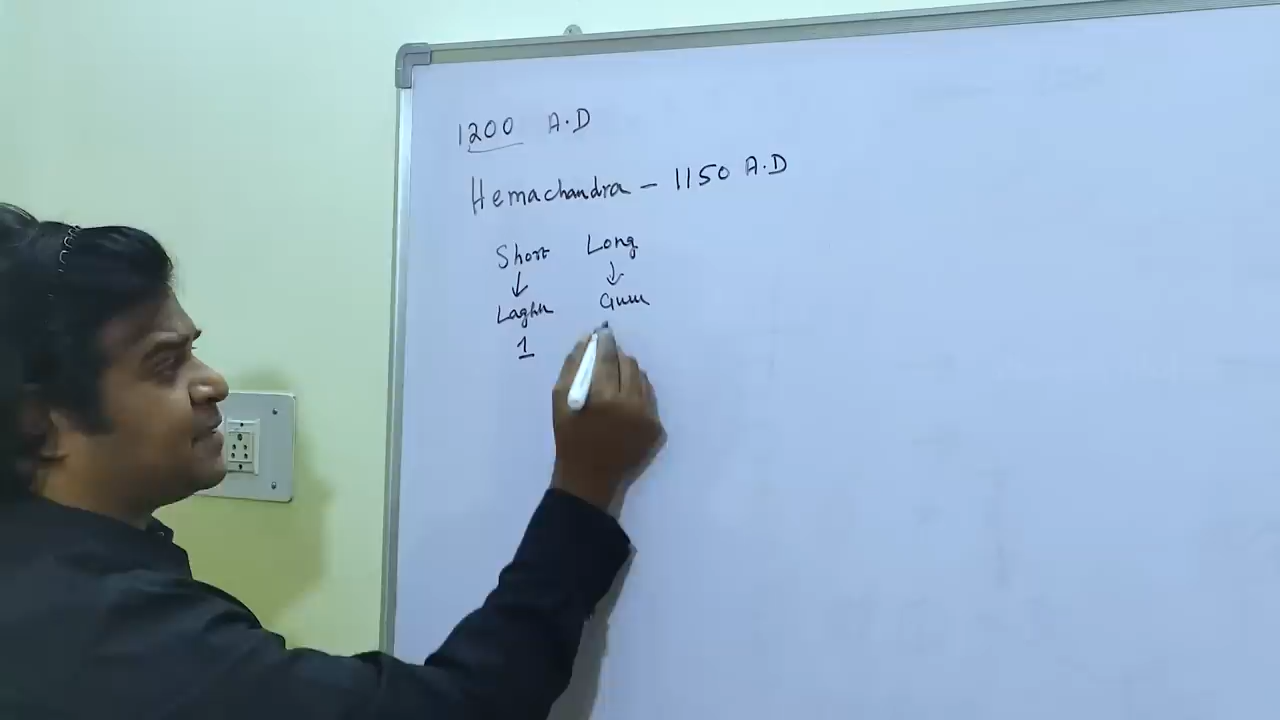 1200 A.D
Hemachandra - 1150 A.D
Short Long
↓ ↓
Laghu Guru
1